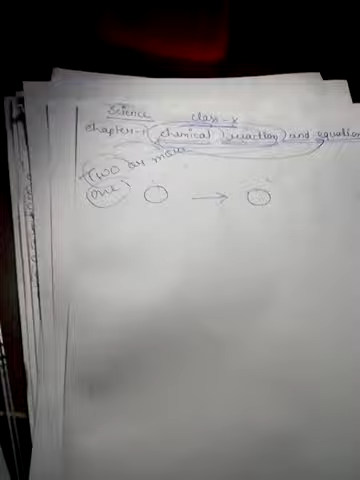 Science
Class-X
Chapter-1 (chemical) (reaction) and equation
Two or more
one →